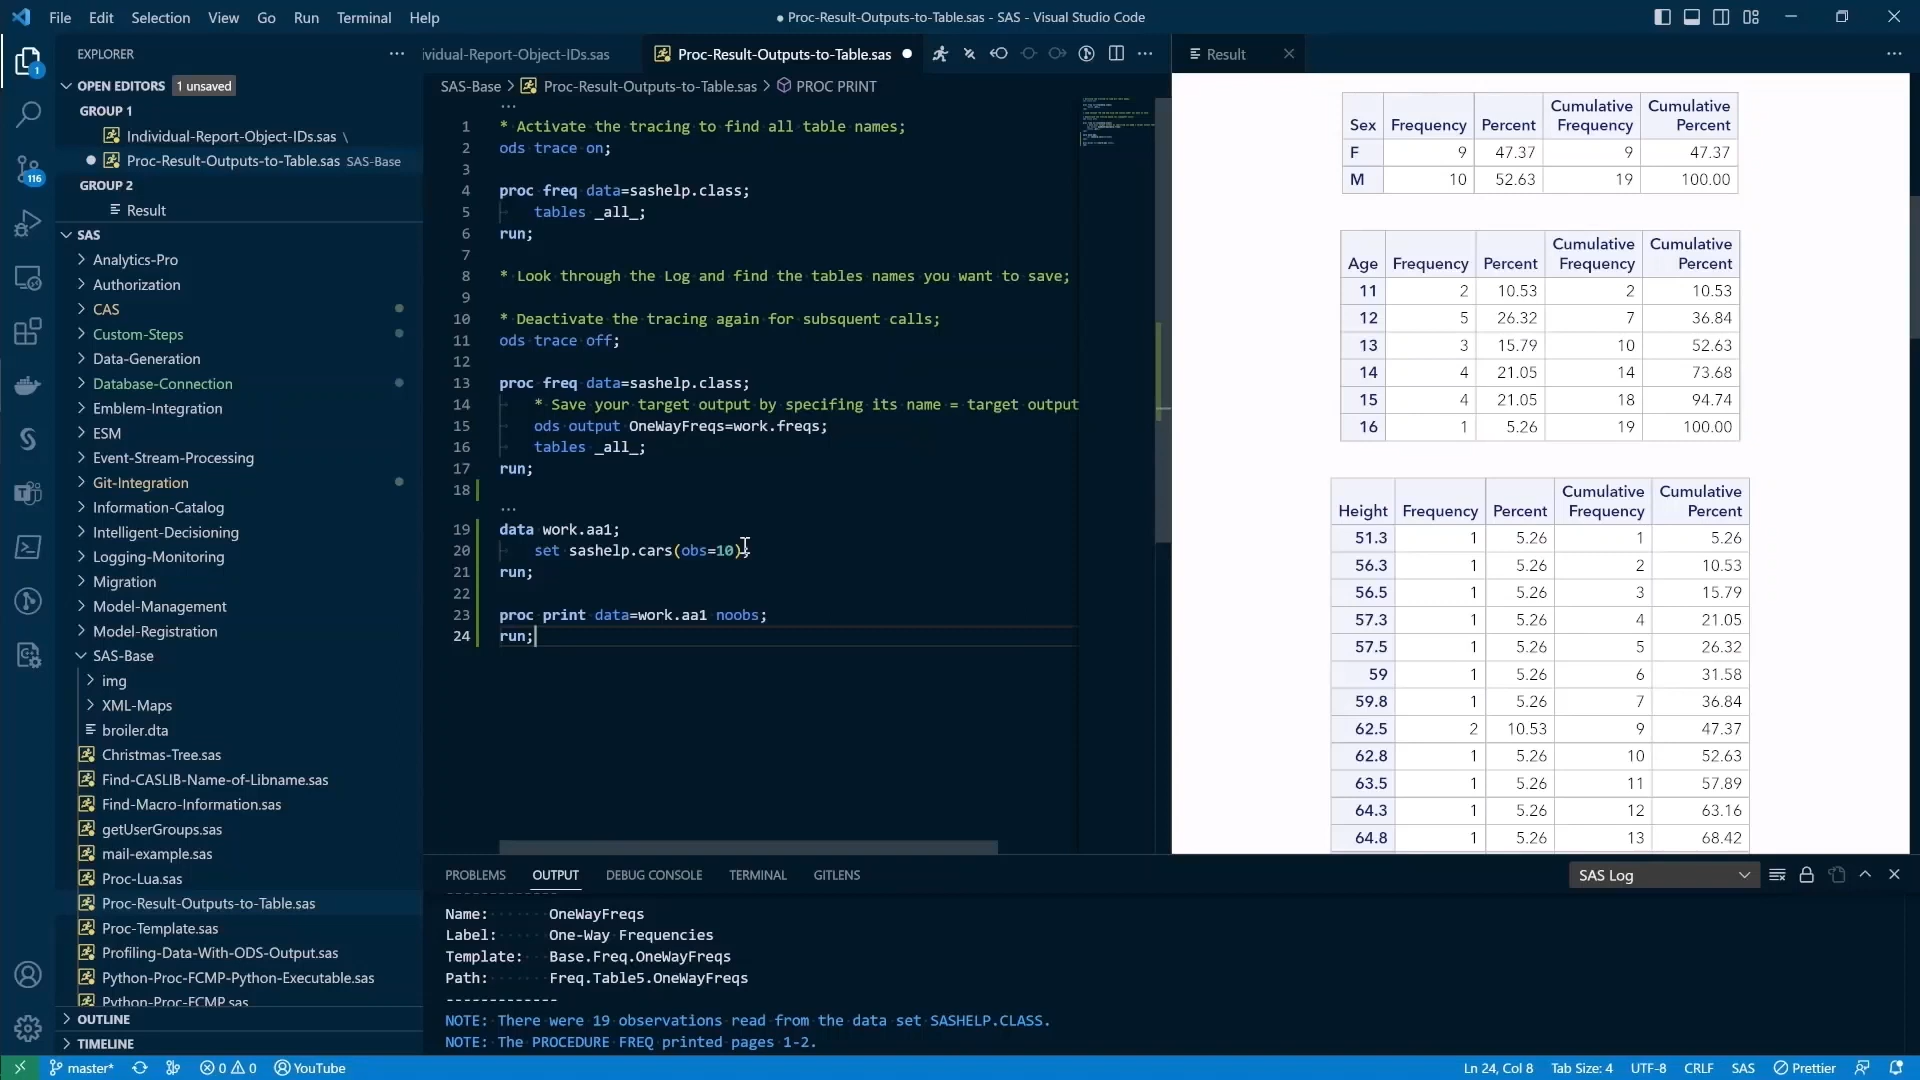 File Edit Selection View Go Run Terminal Help
● Proc-Result-Outputs-to-Table.sas - SAS - Visual Studio Code
EXPLORER
OPEN EDITORS 1 unsaved
GROUP 1
Individual-Report-Object-IDs.sas \
Proc-Result-Outputs-to-Table.sas SAS-Base
GROUP 2
Result
SAS
Analytics-Pro
Authorization
CAS
Custom-Steps
Data-Generation
Database-Connection
Emblem-Integration
ESM
Event-Stream-Processing
Git-Integration
Information-Catalog
Intelligent-Decisioning
Logging-Monitoring
Migration
Model-Management
Model-Registration
SAS-Base
img
XML-Maps
broiler.dta
Christmas-Tree.sas
Find-CASLIB-Name-of-Libname.sas
Find-Macro-Information.sas
getUserGroups.sas
mail-example.sas
Proc-Lua.sas
Proc-Result-Outputs-to-Table.sas
Proc-Template.sas
Profiling-Data-With-ODS-Output.sas
Python-Proc-FCMP-Python-Executable.sas
Python-Proc-FCMP.sas
OUTLINE
TIMELINE
1
116
ividual-Report-Object-IDs.sas
Proc-Result-Outputs-to-Table.sas
SAS-Base > Proc-Result-Outputs-to-Table.sas > PROC PRINT
1 * Activate the tracing to find all table names;
2 ods trace on;
3
4 proc freq data=sashelp.class;
5 tables _all_;
6 run;
7
8 * Look through the Log and find the tables names you want to save;
9
10 * Deactivate the tracing again for subsquent calls;
11 ods trace off;
12
13 proc freq data=sashelp.class;
14 * Save your target output by specifing its name = target output
15 ods output OneWayFreqs=work.freqs;
16 tables _all_;
17 run;
18
19 data work.aa1;
20 set sashelp.cars(obs=10);
21 run;
22
23 proc print data=work.aa1 noobs;
24 run;
Result
Sex Frequency Percent Cumulative Frequency Cumulative Percent
F 9 47.37 9 47.37
M 10 52.63 19 100.00
Age Frequency Percent Cumulative Frequency Cumulative Percent
11 2 10.53 2 10.53
12 5 26.32 7 36.84
13 3 15.79 10 52.63
14 4 21.05 14 73.68
15 4 21.05 18 94.74
16 1 5.26 19 100.00
Height Frequency Percent Cumulative Frequency Cumulative Percent
51.3 1 5.26 1 5.26
56.3 1 5.26 2 10.53
56.5 1 5.26 3 15.79
57.3 1 5.26 4 21.05
57.5 1 5.26 5 26.32
59 1 5.26 6 31.58
59.8 1 5.26 7 36.84
62.5 2 10.53 9 47.37
62.8 1 5.26 10 52.63
63.5 1 5.26 11 57.89
64.3 1 5.26 12 63.16
64.8 1 5.26 13 68.42
PROBLEMS OUTPUT DEBUG CONSOLE TERMINAL GITLENS
SAS Log
-------------
Name: OneWayFreqs
Label: One-Way Frequencies
Template: Base.Freq.OneWayFreqs
Path: Freq.Table5.OneWayFreqs
-------------
NOTE: There were 19 observations read from the data set SASHELP.CLASS.
NOTE: The PROCEDURE FREQ printed pages 1-2.
master* 0 0 YouTube
Ln 24, Col 8 Tab Size: 4 UTF-8 CRLF SAS Prettier